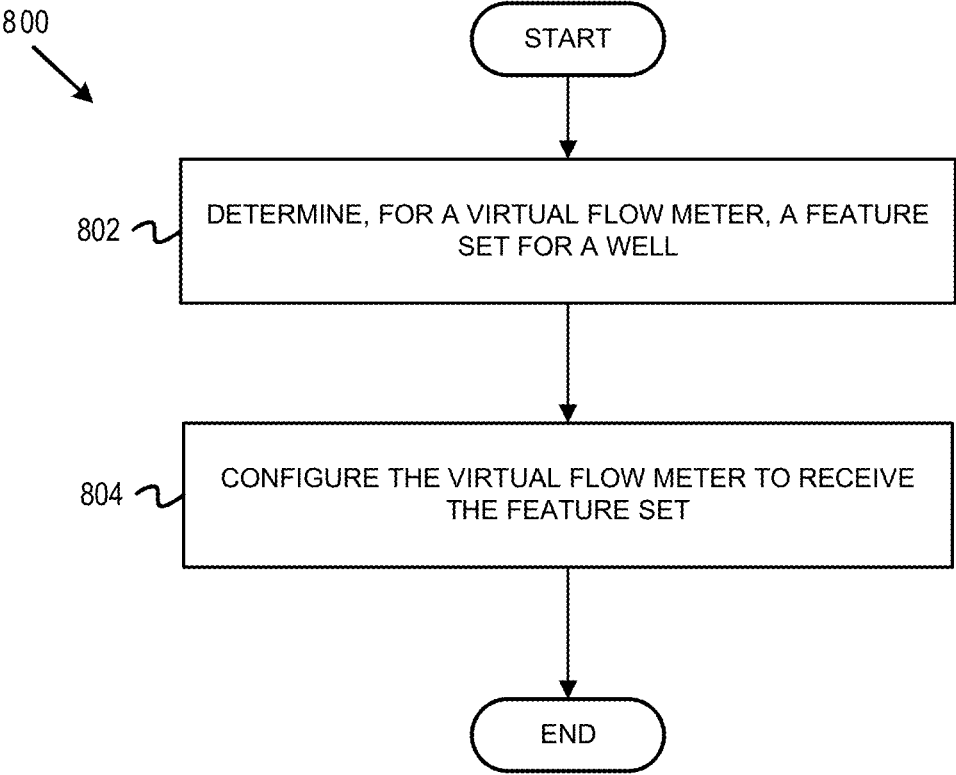 800
START
802
DETERMINE, FOR A VIRTUAL FLOW METER, A FEATURE
SET FOR A WELL
804
CONFIGURE THE VIRTUAL FLOW METER TO RECEIVE
THE FEATURE SET
END